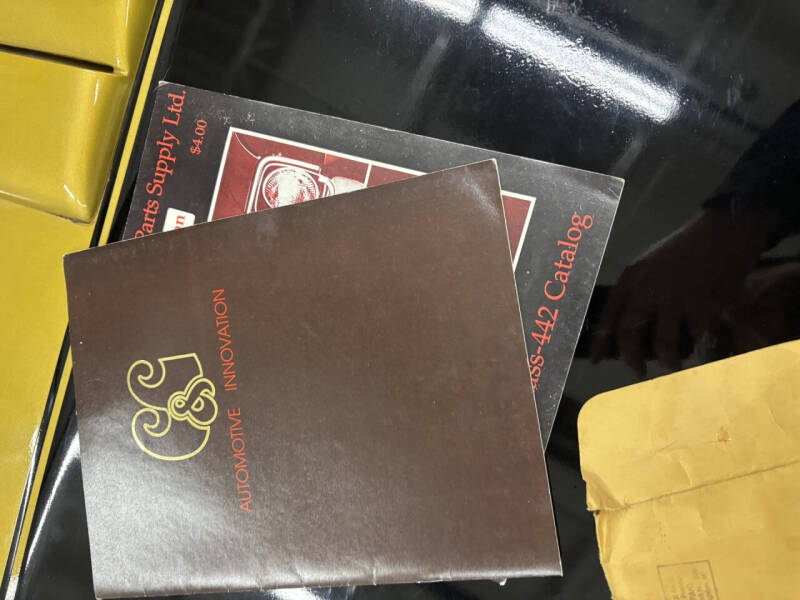 Parts Supply Ltd.
$4.00
ss-442 Catalog
C&C
AUTOMOTIVE INNOVATION